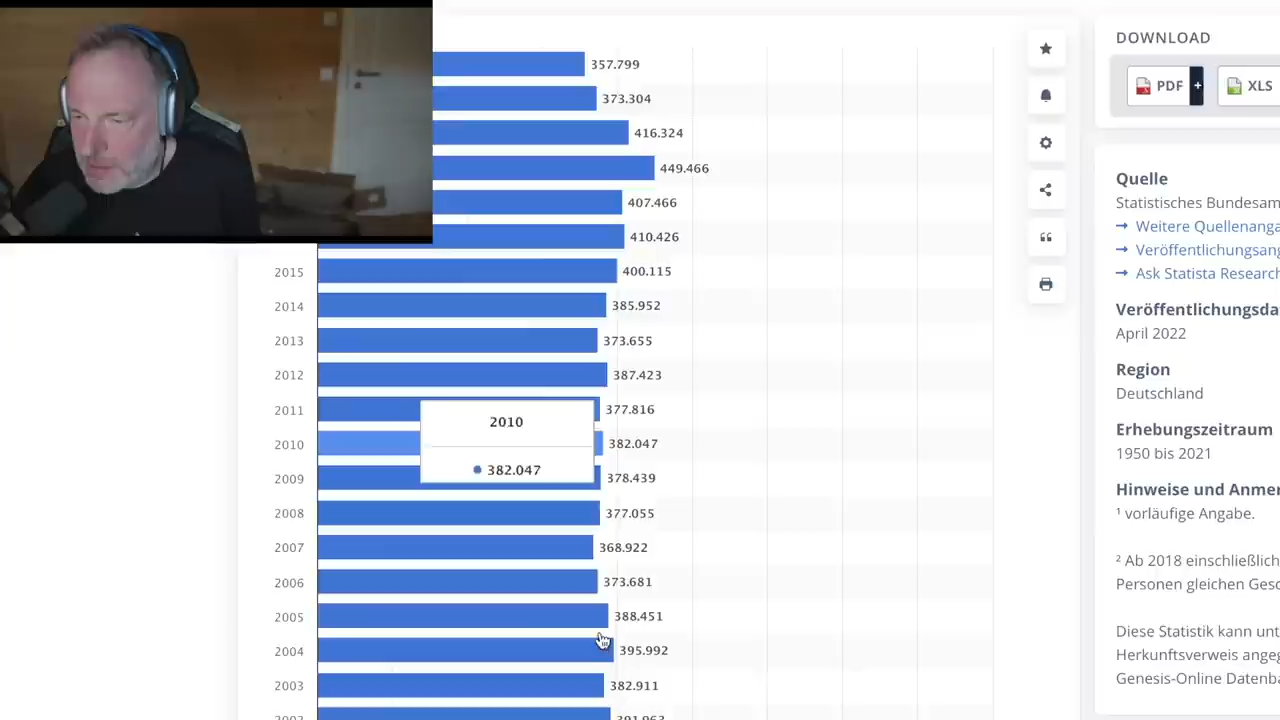 357.799
373.304
416.324
449.466
407.466
410.426
2015 400.115
2014 385.952
2013 373.655
2012 387.423
2011 377.816
2010 382.047
2010
382.047
2009 378.439
2008 377.055
2007 368.922
2006 373.681
2005 388.451
2004 395.992
2003 382.911
DOWNLOAD
PDF + XLS
Quelle
Statistisches Bundesam
→ Weitere Quellenanga
→ Veröffentlichungsang
→ Ask Statista Research
Veröffentlichungsda
April 2022
Region
Deutschland
Erhebungszeitraum
1950 bis 2021
Hinweise und Anmer
¹ vorläufige Angabe.
² Ab 2018 einschließlich
Personen gleichen Gesc
Diese Statistik kann unt
Herkunftsverweis angeg
Genesis-Online Datenba